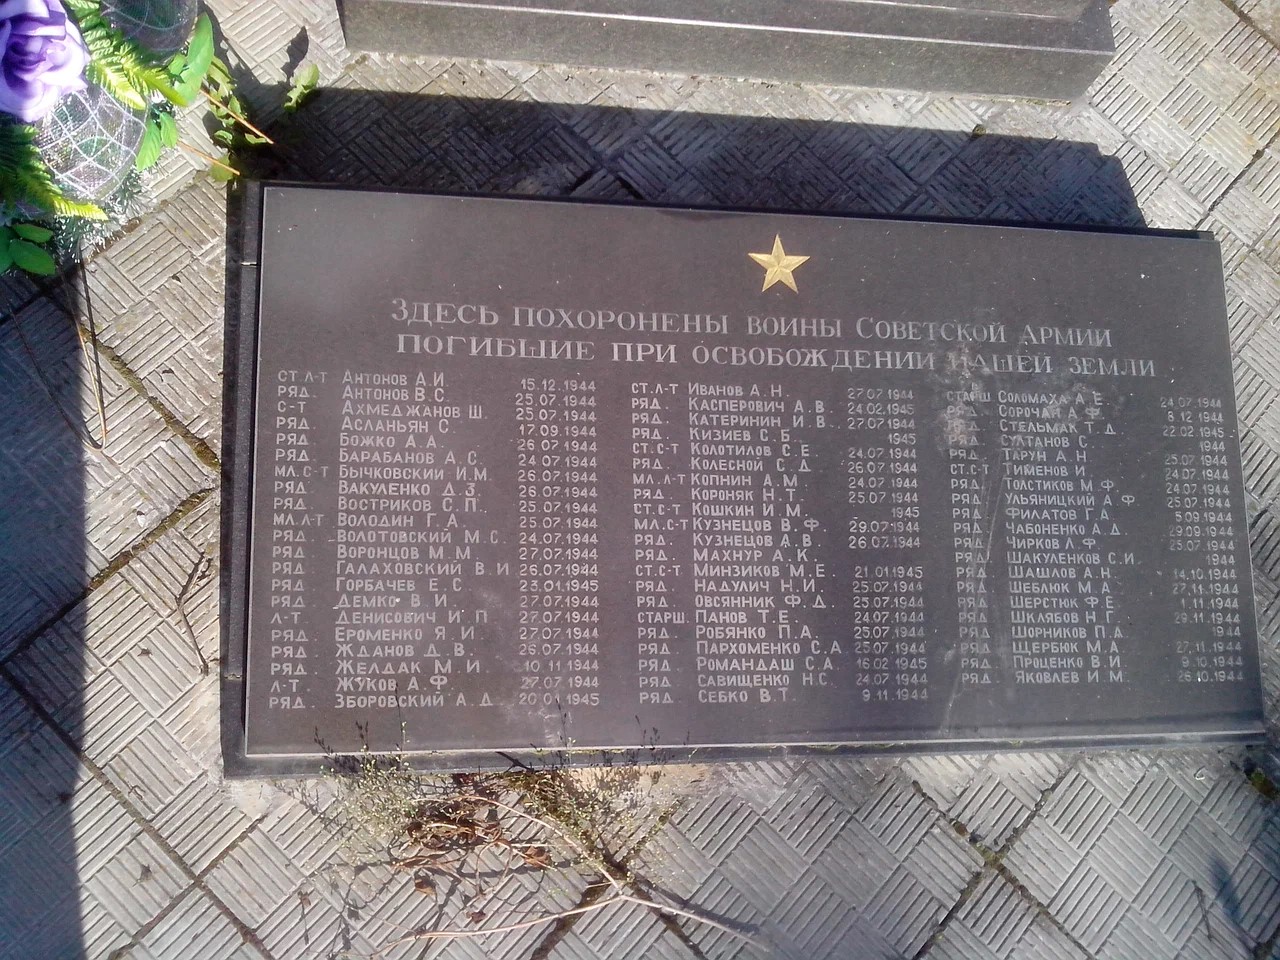 Здесь похоронены воины Советской Армии
погибшие при освобождении нашей земли
ст.л-т Антонов А.И. 15.12.1944
ряд. Антонов В.С. 25.07.1944
с-т Ахмеджанов Ш. 25.07.1944
ряд. Асланьян С. 17.09.1944
ряд. Божко А.А. 26.07.1944
ряд. Барабанов А.С. 24.07.1944
мл.с-т Бычковский И.М. 26.07.1944
ряд. Вакуленко Д.З. 26.07.1944
ряд. Востриков С.П. 25.07.1944
мл.л-т Володин Г.А. 25.07.1944
ряд. Волотовский М.С. 24.07.1944
ряд. Воронцов М.М. 27.07.1944
ряд. Галаховский В.И. 26.07.1944
ряд. Горбачев Е.С. 23.01.1945
ряд. Демко В.И. 27.07.1944
л-т. Денисович И.П. 27.07.1944
ряд. Ероменко Я.И. 27.07.1944
ряд. Жданов Д.В. 26.07.1944
ряд. Желдак М.И. 10.11.1944
л-т. Жуков А.Ф. 27.07.1944
ряд. Зборовский А.Д. 20.01.1945
ст.л-т Иванов А.Н. 27.07.1944
ряд. Касперович А.В. 24.02.1945
ряд. Катеринин И.В. 27.07.1944
ряд. Кизиев С.Б. 1945
ст.с-т Колотилов С.Е. 24.07.1944
ряд. Колесной С.Д. 26.07.1944
мл.л-т Копнин А.М. 24.07.1944
ряд. Короняк Н.Т. 25.07.1944
ст.с-т Кошкин И.М. 1945
мл.с-т Кузнецов В.Ф. 29.07.1944
ряд. Кузнецов А.В. 26.07.1944
ряд. Махнур А.К.
ст.с-т Минзиков М.Е. 21.01.1945
ряд. Надулич Н.И. 25.07.1944
ряд. Овсянник Ф.Д. 25.07.1944
старш. Панов Т.Е. 24.07.1944
ряд. Робянко П.А. 25.07.1944
ряд. Пархоменко С.А. 25.07.1944
ряд. Романдаш С.А. 16.02.1945
ряд. Савищенко Н.С. 24.07.1944
ряд. Себко В.Т. 9.11.1944
старш. Соломаха А.Е. 24.07.1944
ряд. Сорочан А.Ф. 8.12.1944
ряд. Стельмак Т.Д. 22.02.1945
ряд. Султанов С. 1944
ряд. Тарун А.Н. 25.07.1944
ст.с-т Тименов И. 24.07.1944
ряд. Толстиков М.Ф. 24.07.1944
ряд. Ульяницкий А.Ф. 25.07.1944
ряд. Филатов Г.А. 5.09.1944
ряд. Чабоненко А.Д. 29.09.1944
ряд. Чирков Л.Ф. 25.07.1944
ряд. Шакуленков С.И. 1944
ряд. Шашлов А.Н. 14.10.1944
ряд. Шеблюк М.А. 27.11.1944
ряд. Шерстюк Ф.Е. 1.11.1944
ряд. Шклябов Н.Г. 29.11.1944
ряд. Шорников П.А. 1944
ряд. Щербюк М.А. 27.11.1944
ряд. Проценко В.И. 9.10.1944
ряд. Яковлев И.М. 26.10.1944